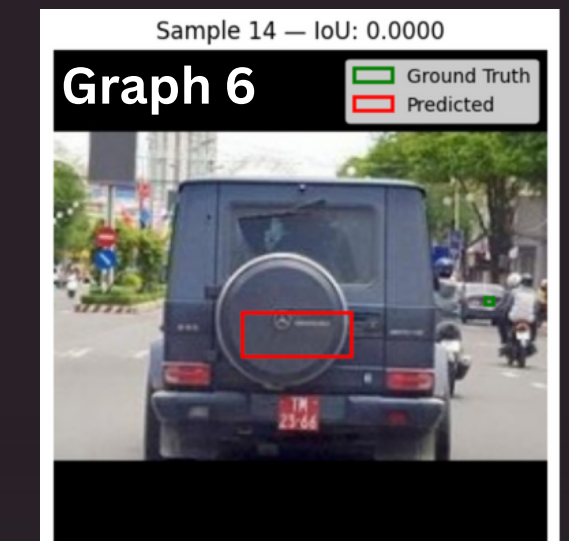 Sample 14 — IoU: 0.0000
Graph 6
Ground Truth
Predicted
TM
23-66